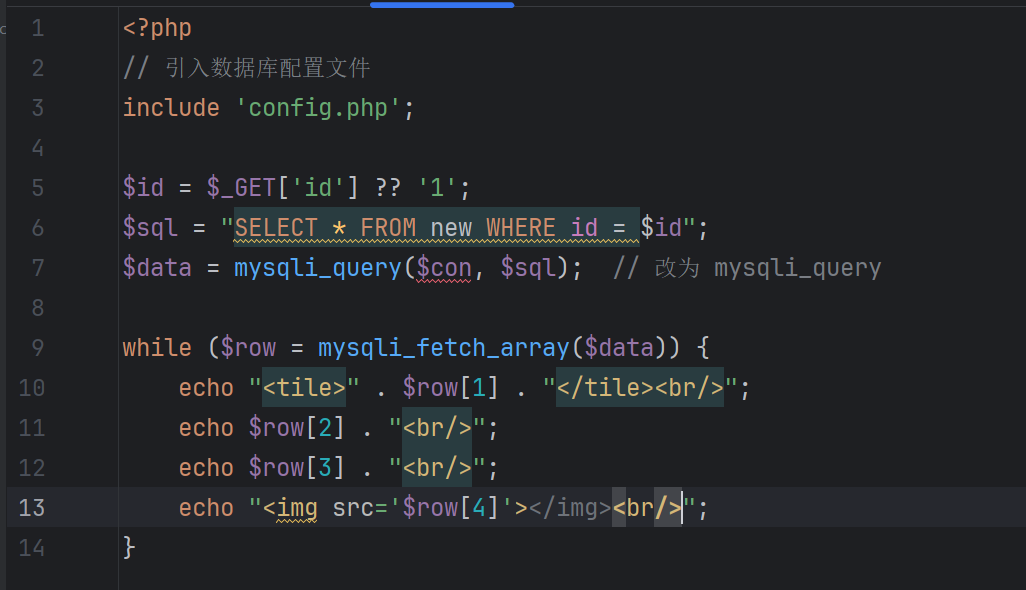 1 <?php
2 // 引入数据库配置文件
3 include 'config.php';
4
5 $id = $_GET['id'] ?? '1';
6 $sql = "SELECT * FROM new WHERE id = $id";
7 $data = mysqli_query($con, $sql);  // 改为 mysqli_query
8
9 while ($row = mysqli_fetch_array($data)) {
10     echo "<tile>" . $row[1] . "</tile><br/>";
11     echo $row[2] . "<br/>";
12     echo $row[3] . "<br/>";
13     echo "<img src='$row[4]'></img><br/>";
14 }